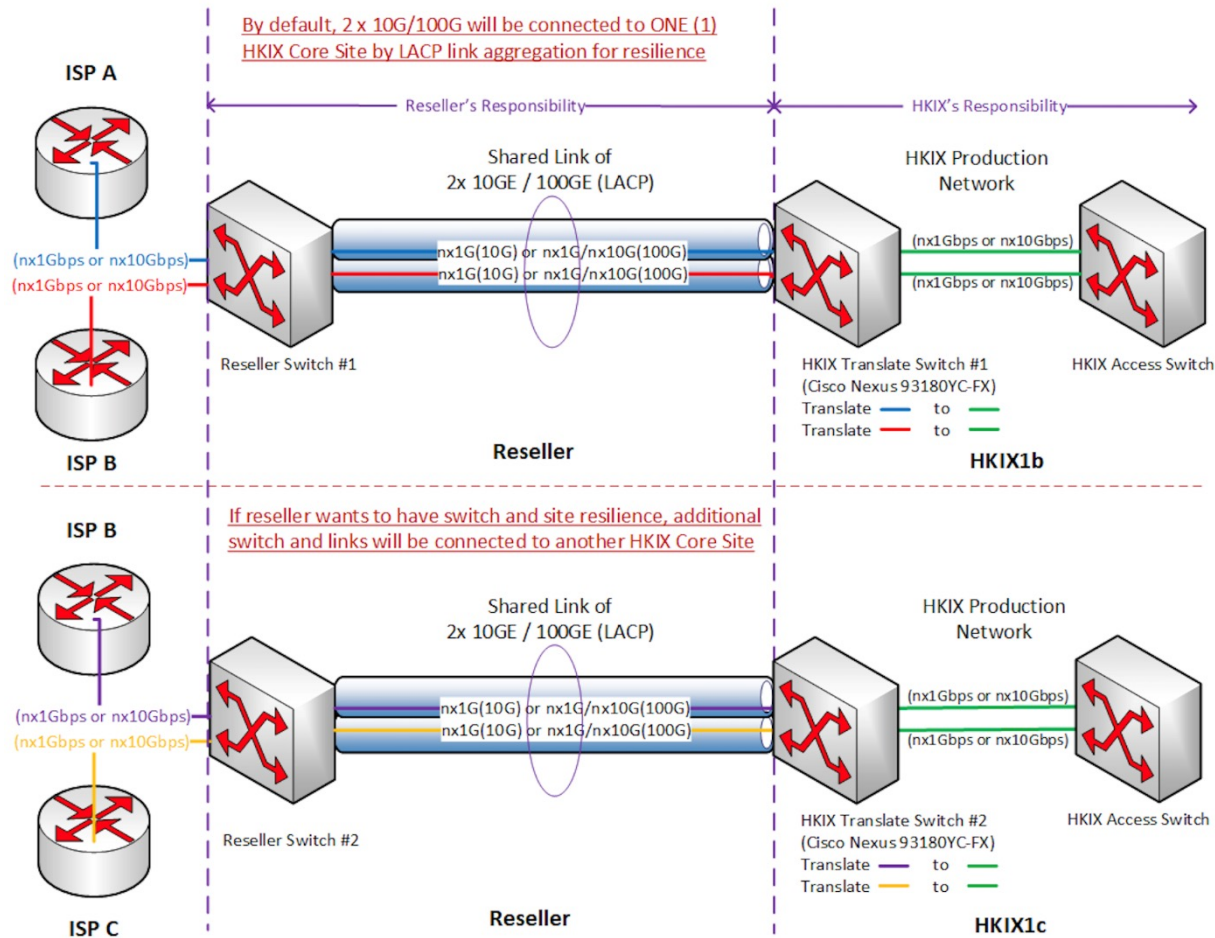 By default, 2 x 10G/100G will be connected to ONE (1)
HKIX Core Site by LACP link aggregation for resilience
ISP A
Reseller's Responsibility
HKIX's Responsibility
Shared Link of
2x 10GE / 100GE (LACP)
HKIX Production
Network
(nx1Gbps or nx10Gbps)
(nx1Gbps or nx10Gbps)
nx1G(10G) or nx1G/nx10G(100G)
nx1G(10G) or nx1G/nx10G(100G)
(nx1Gbps or nx10Gbps)
(nx1Gbps or nx10Gbps)
Reseller Switch #1
HKIX Translate Switch #1
(Cisco Nexus 93180YC-FX)
Translate to
Translate to
HKIX Access Switch
ISP B
Reseller
HKIX1b
If reseller wants to have switch and site resilience, additional
switch and links will be connected to another HKIX Core Site
ISP B
Shared Link of
2x 10GE / 100GE (LACP)
HKIX Production
Network
(nx1Gbps or nx10Gbps)
(nx1Gbps or nx10Gbps)
nx1G(10G) or nx1G/nx10G(100G)
nx1G(10G) or nx1G/nx10G(100G)
(nx1Gbps or nx10Gbps)
(nx1Gbps or nx10Gbps)
Reseller Switch #2
HKIX Translate Switch #2
(Cisco Nexus 93180YC-FX)
Translate to
Translate to
HKIX Access Switch
ISP C
Reseller
HKIX1c